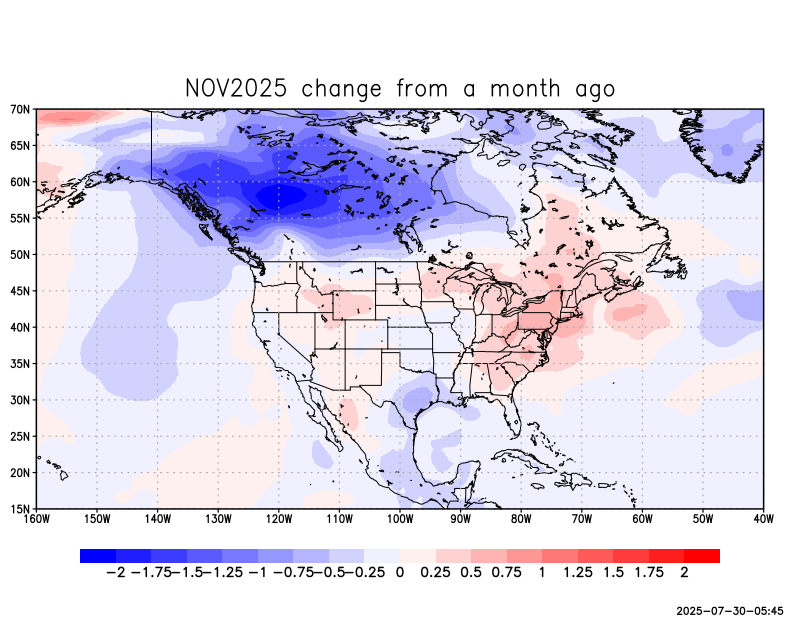 NOV2025 change from a month ago
70N
65N
60N
55N
50N
45N
40N
35N
30N
25N
20N
15N
160W 150W 140W 130W 120W 110W 100W 90W 80W 70W 60W 50W 40W
-2 -1.75 -1.5 -1.25 -1 -0.75 -0.5 -0.25 0 0.25 0.5 0.75 1 1.25 1.5 1.75 2
2025-07-30-05:45